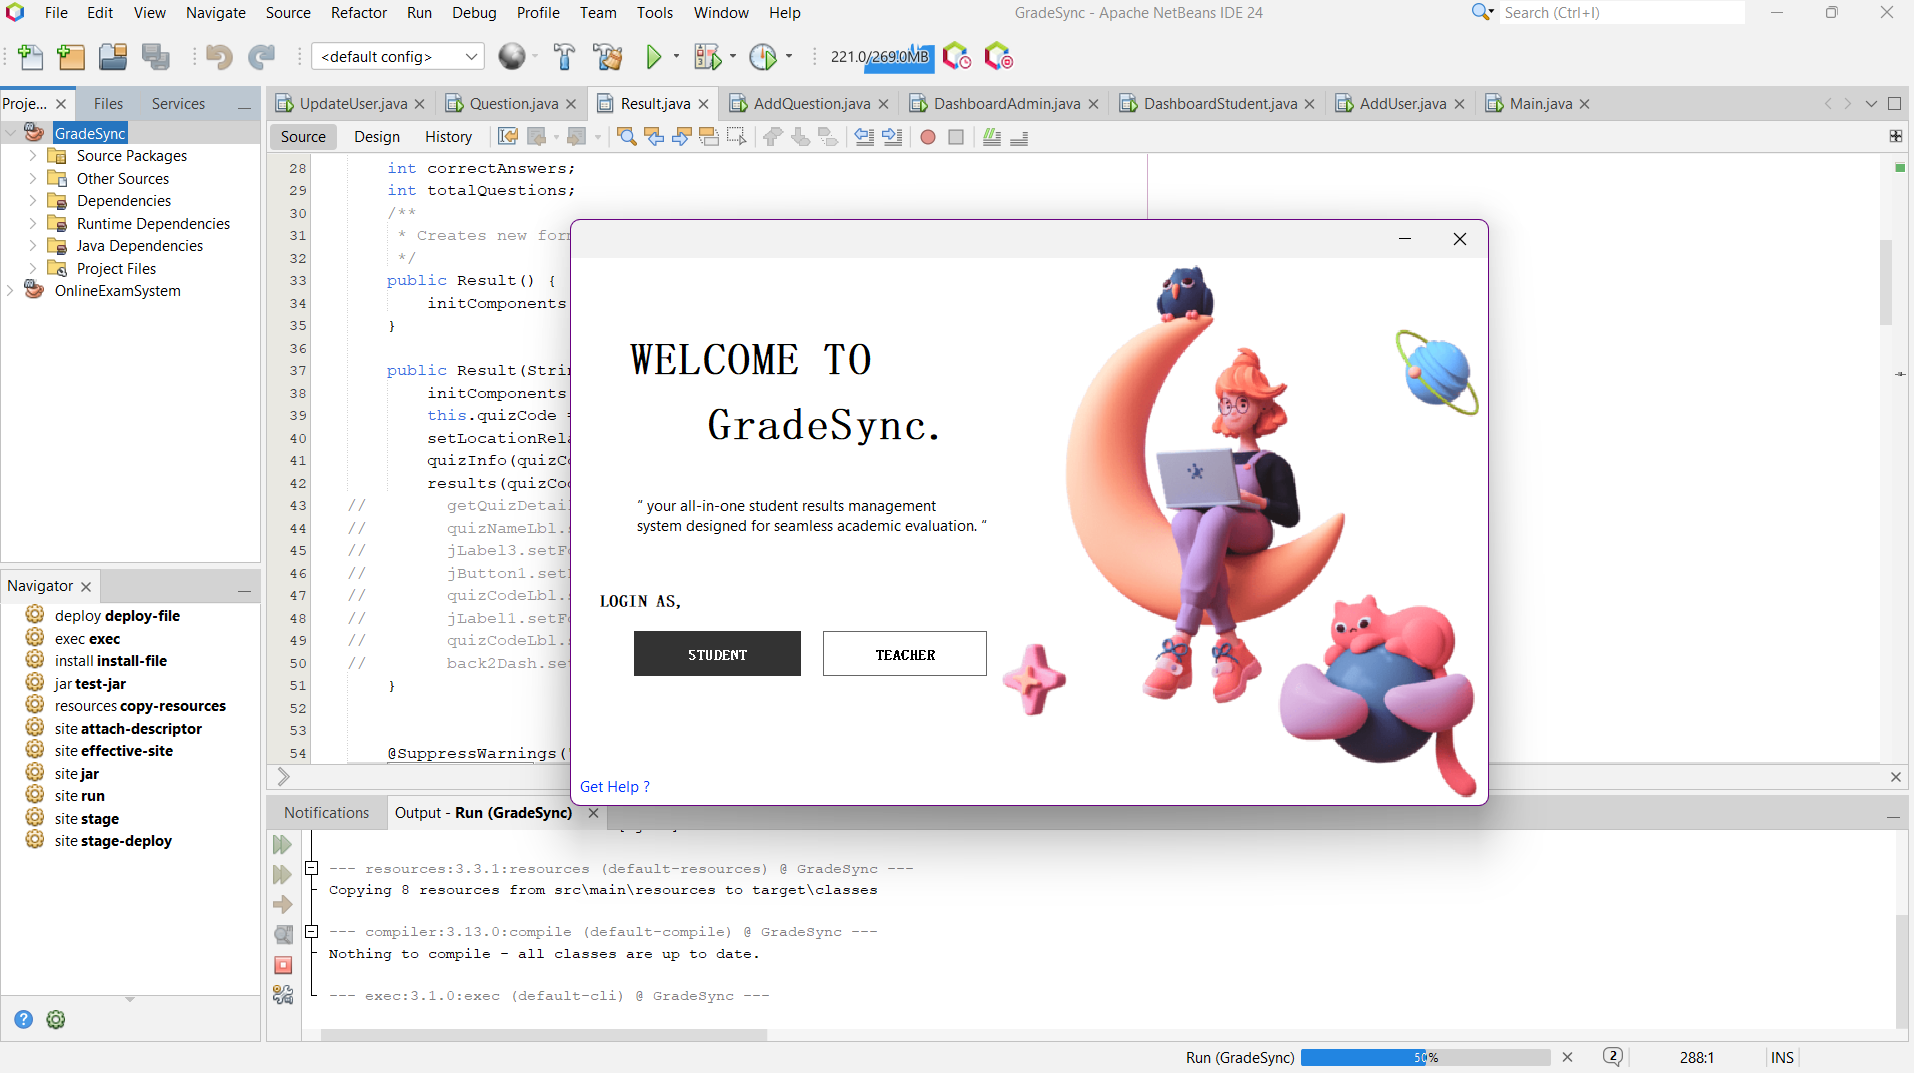 File Edit View Navigate Source Refactor Run Debug Profile Team Tools Window Help
GradeSync - Apache NetBeans IDE 24
Search (Ctrl+I)
<default config>
221.0/269.0MB
Proje...
Files
Services
UpdateUser.java
Question.java
Result.java
AddQuestion.java
DashboardAdmin.java
DashboardStudent.java
AddUser.java
Main.java
Source
Design
History
GradeSync
Source Packages
Other Sources
Dependencies
Runtime Dependencies
Java Dependencies
Project Files
OnlineExamSystem
28 int correctAnswers;
29 int totalQuestions;
30 /**
31 * Creates new form
32 */
33 public Result() {
34 initComponents
35 }
36
37 public Result(Strin
38 initComponents
39 this.quizCode =
40 setLocationRela
41 quizInfo(quizCo
42 results(quizCod
43 // getQuizDetail
44 // quizNameLbl.s
45 // jLabel3.setFo
46 // jButton1.set
47 // quizCodeLbl.s
48 // jLabel1.setFo
49 // quizCodeLbl.s
50 // back2Dash.set
51 }
52
53
54 @SuppressWarnings(
WELCOME TO
GradeSync.
“ your all-in-one student results management
system designed for seamless academic evaluation. “
LOGIN AS,
STUDENT
TEACHER
Get Help ?
Navigator
deploy deploy-file
exec exec
install install-file
jar test-jar
resources copy-resources
site attach-descriptor
site effective-site
site jar
site run
site stage
site stage-deploy
Notifications
Output - Run (GradeSync)
--- resources:3.3.1:resources (default-resources) @ GradeSync ---
Copying 8 resources from src\main\resources to target\classes
--- compiler:3.13.0:compile (default-compile) @ GradeSync ---
Nothing to compile - all classes are up to date.
--- exec:3.1.0:exec (default-cli) @ GradeSync ---
Run (GradeSync)
50%
2
288:1
INS